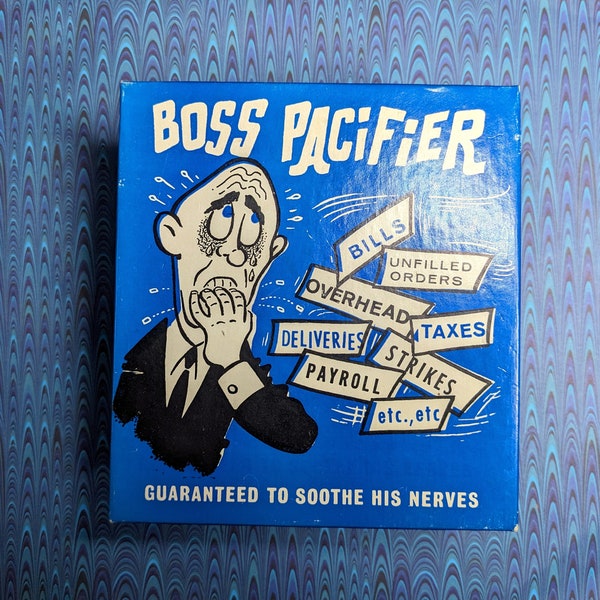 BOSS PACiFiER
BILLS
UNFILLED
ORDERS
OVERHEAD
TAXES
DELIVERIES
STRIKES
PAYROLL
etc., etc
GUARANTEED TO SOOTHE HIS NERVES